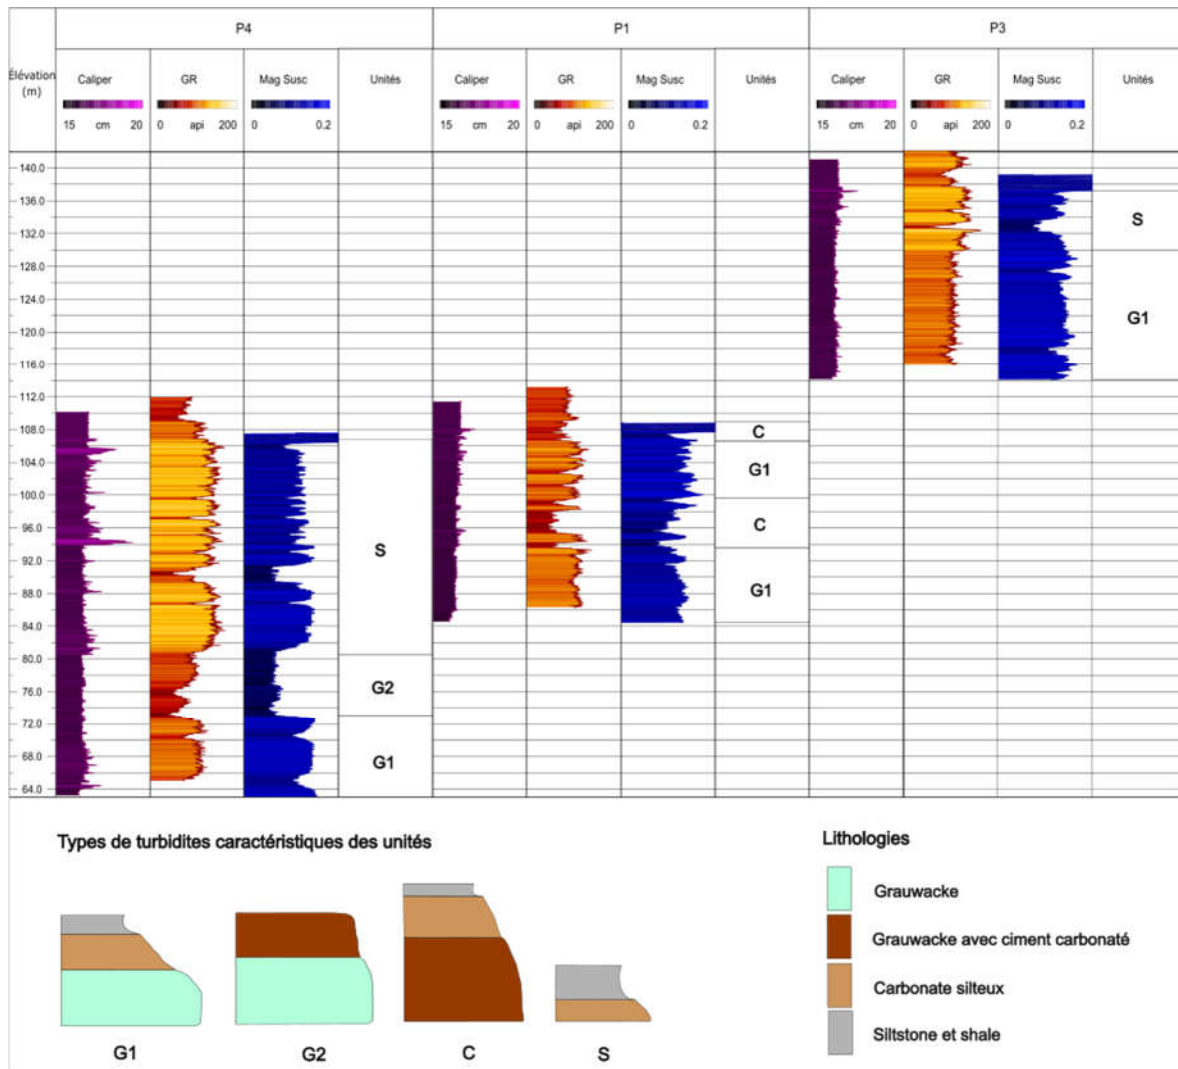 P4 P1 P3
Élévation
(m)
Caliper GR Mag Susc Unités Caliper GR Mag Susc Unités Caliper GR Mag Susc Unités
15 cm 20 0 api 200 0 0.2 15 cm 20 0 api 200 0 0.2 15 cm 20 0 api 200 0 0.2
140.0
136.0
S
132.0
128.0
124.0
120.0
G1
116.0
112.0
108.0
C
104.0
G1
100.0
96.0
C
S
92.0
88.0
G1
84.0
80.0
76.0
G2
72.0
68.0
G1
64.0
Types de turbidites caractéristiques des unités
Lithologies
Grauwacke
Grauwacke avec ciment carbonaté
Carbonate silteux
Siltstone et shale
G1 G2 C S